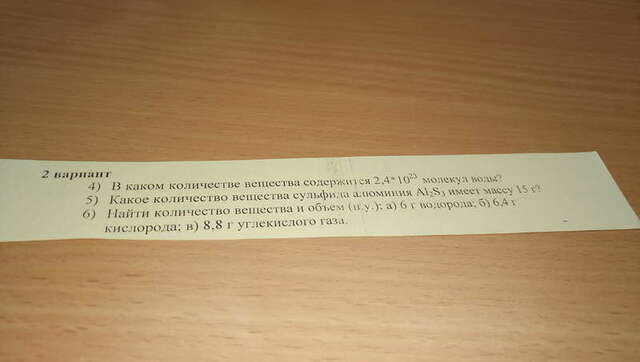 2 вариант
4) В каком количестве вещества содержится 2,4*10²³ молекул воды?
5) Какое количество вещества сульфида алюминия Al₂S₃ имеет массу 15 г?
6) Найти количество вещества и объем (н.у.): а) 6 г водорода; б) 6,4 г
кислорода; в) 8,8 г углекислого газа.